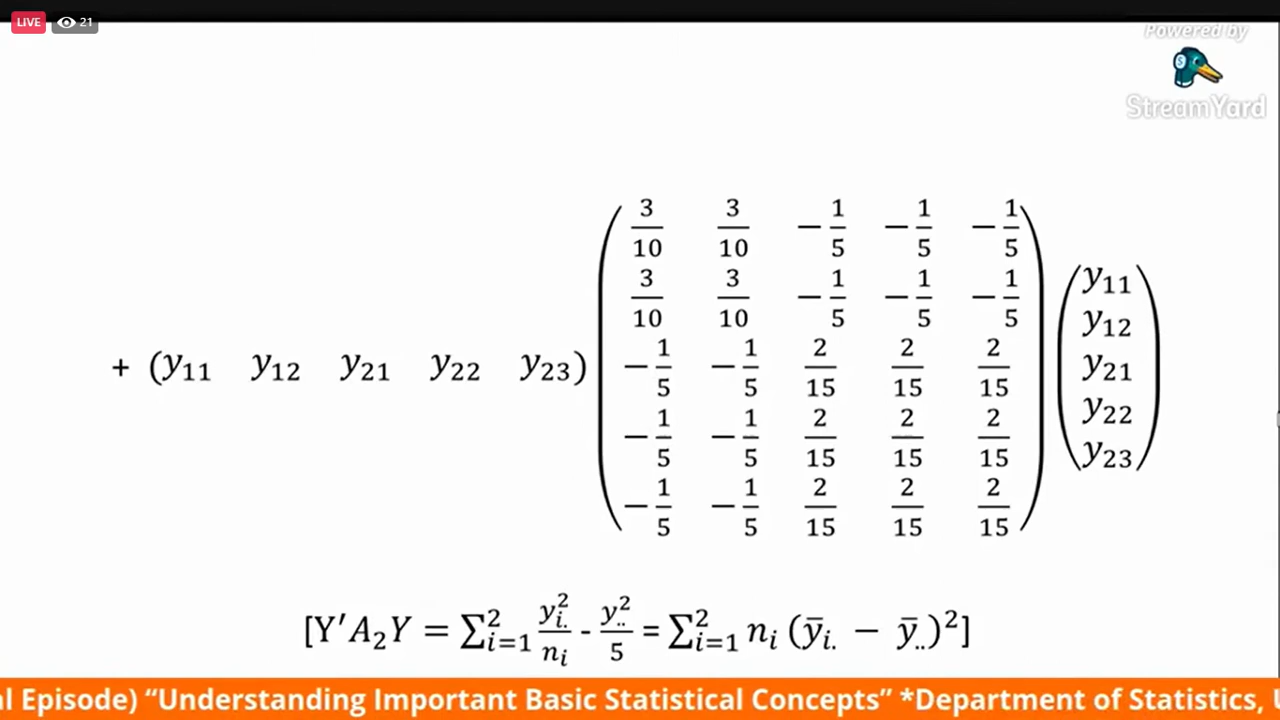 LIVE 21
Powered by
StreamYard
3/10 3/10 −1/5 −1/5 −1/5
3/10 3/10 −1/5 −1/5 −1/5
+ (y₁₁ y₁₂ y₂₁ y₂₂ y₂₃) −1/5 −1/5 2/15 2/15 2/15
−1/5 −1/5 2/15 2/15 2/15
−1/5 −1/5 2/15 2/15 2/15
y₁₁
y₁₂
y₂₁
y₂₂
y₂₃
[Y′A₂Y = ∑²ᵢ₌₁ y²ᵢ./nᵢ - y²../5 = ∑²ᵢ₌₁ nᵢ (ȳᵢ. − ȳ..)²]
al Episode) “Understanding Important Basic Statistical Concepts” *Department of Statistics,